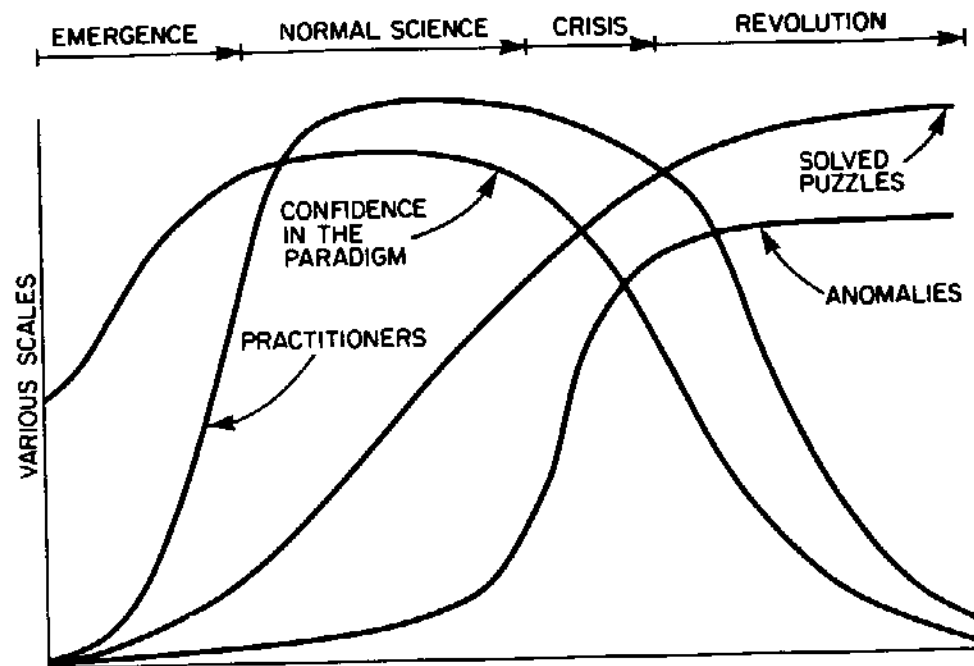 EMERGENCE
NORMAL SCIENCE
CRISIS
REVOLUTION
SOLVED
PUZZLES
CONFIDENCE
IN THE
PARADIGM
ANOMALIES
PRACTITIONERS
VARIOUS SCALES